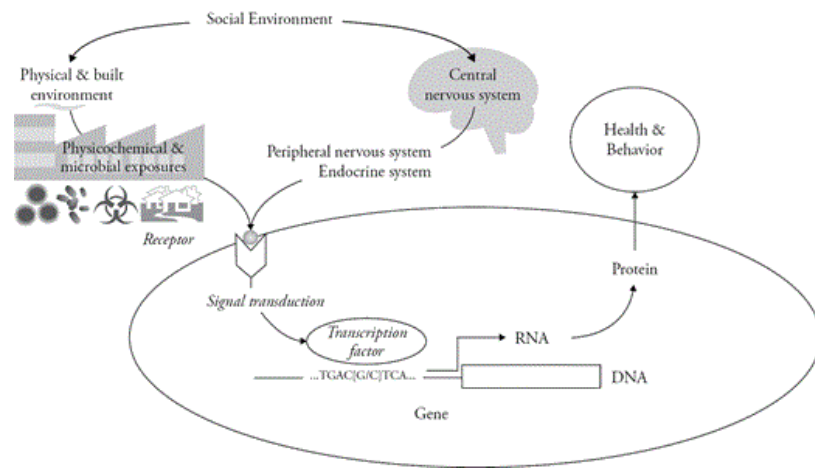 Social Environment
Physical & built
environment
Central
nervous system
Physicochemical &
microbial exposures
Peripheral nervous system
Endocrine system
Health &
Behavior
Receptor
Signal transduction
Protein
Transcription
factor
RNA
...TGAC[G/C]TCA...
DNA
Gene